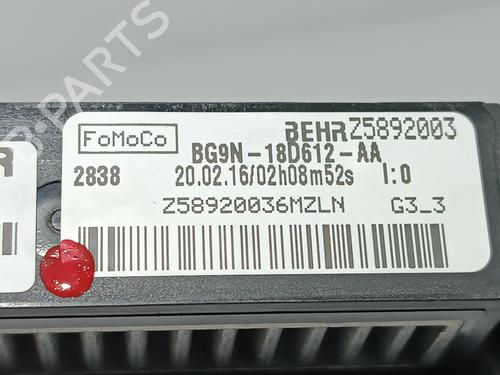 FoMoCo
BEHR Z5892003
BG9N-18D612-AA
2838 20.02.16/02h08m52s I:0
Z58920036MZLN G3_3